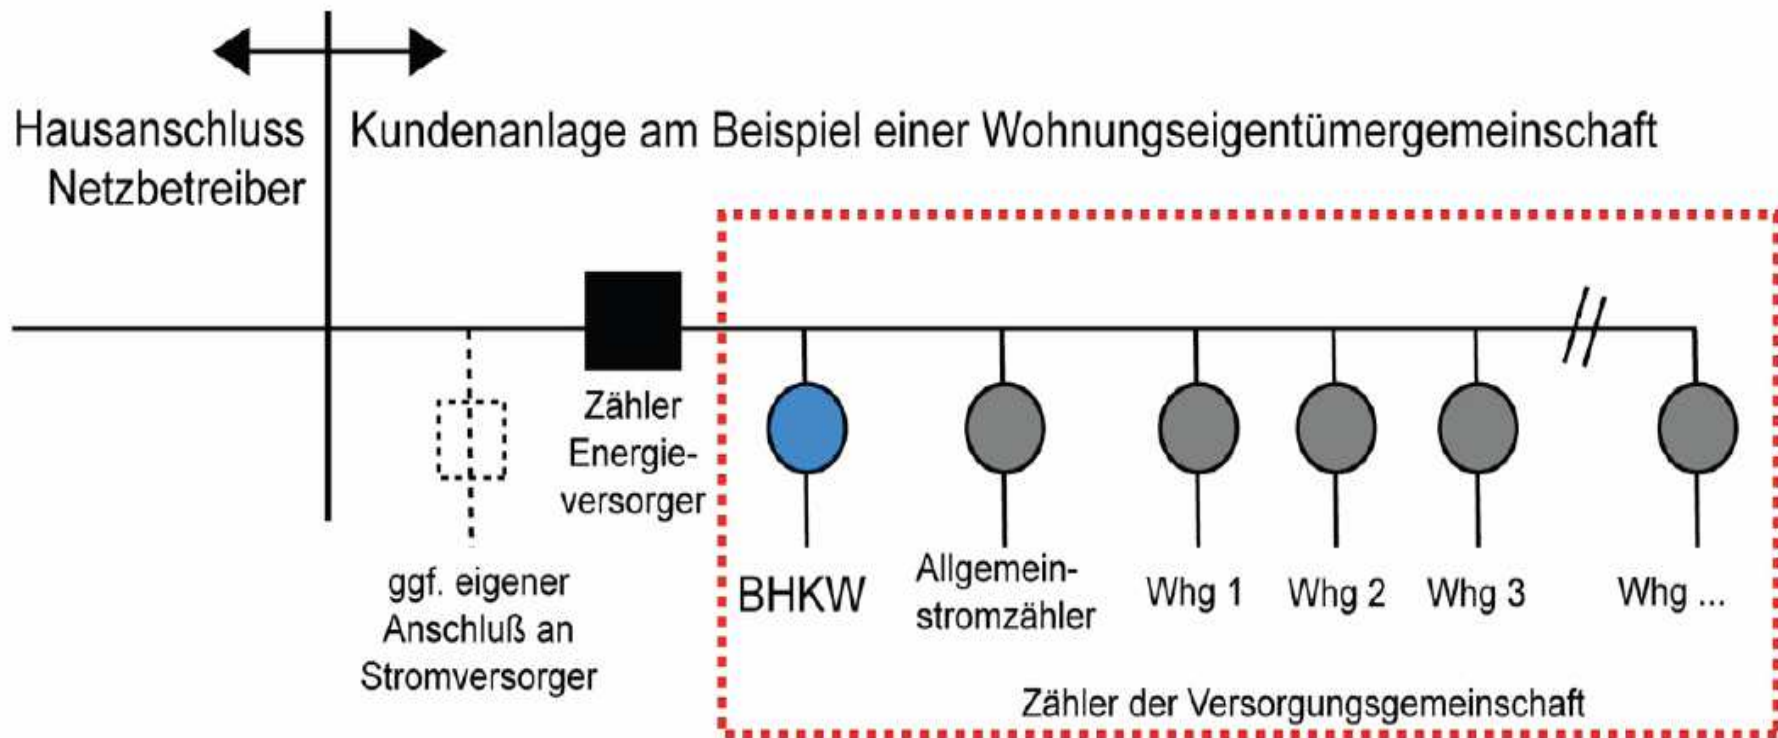 Hausanschluss
Netzbetreiber
Kundenanlage am Beispiel einer Wohnungseigentümergemeinschaft
Zähler
Energie-
versorger
ggf. eigener
Anschluß an
Stromversorger
BHKW
Allgemein-
stromzähler
Whg 1
Whg 2
Whg 3
Whg ...
Zähler der Versorgungsgemeinschaft